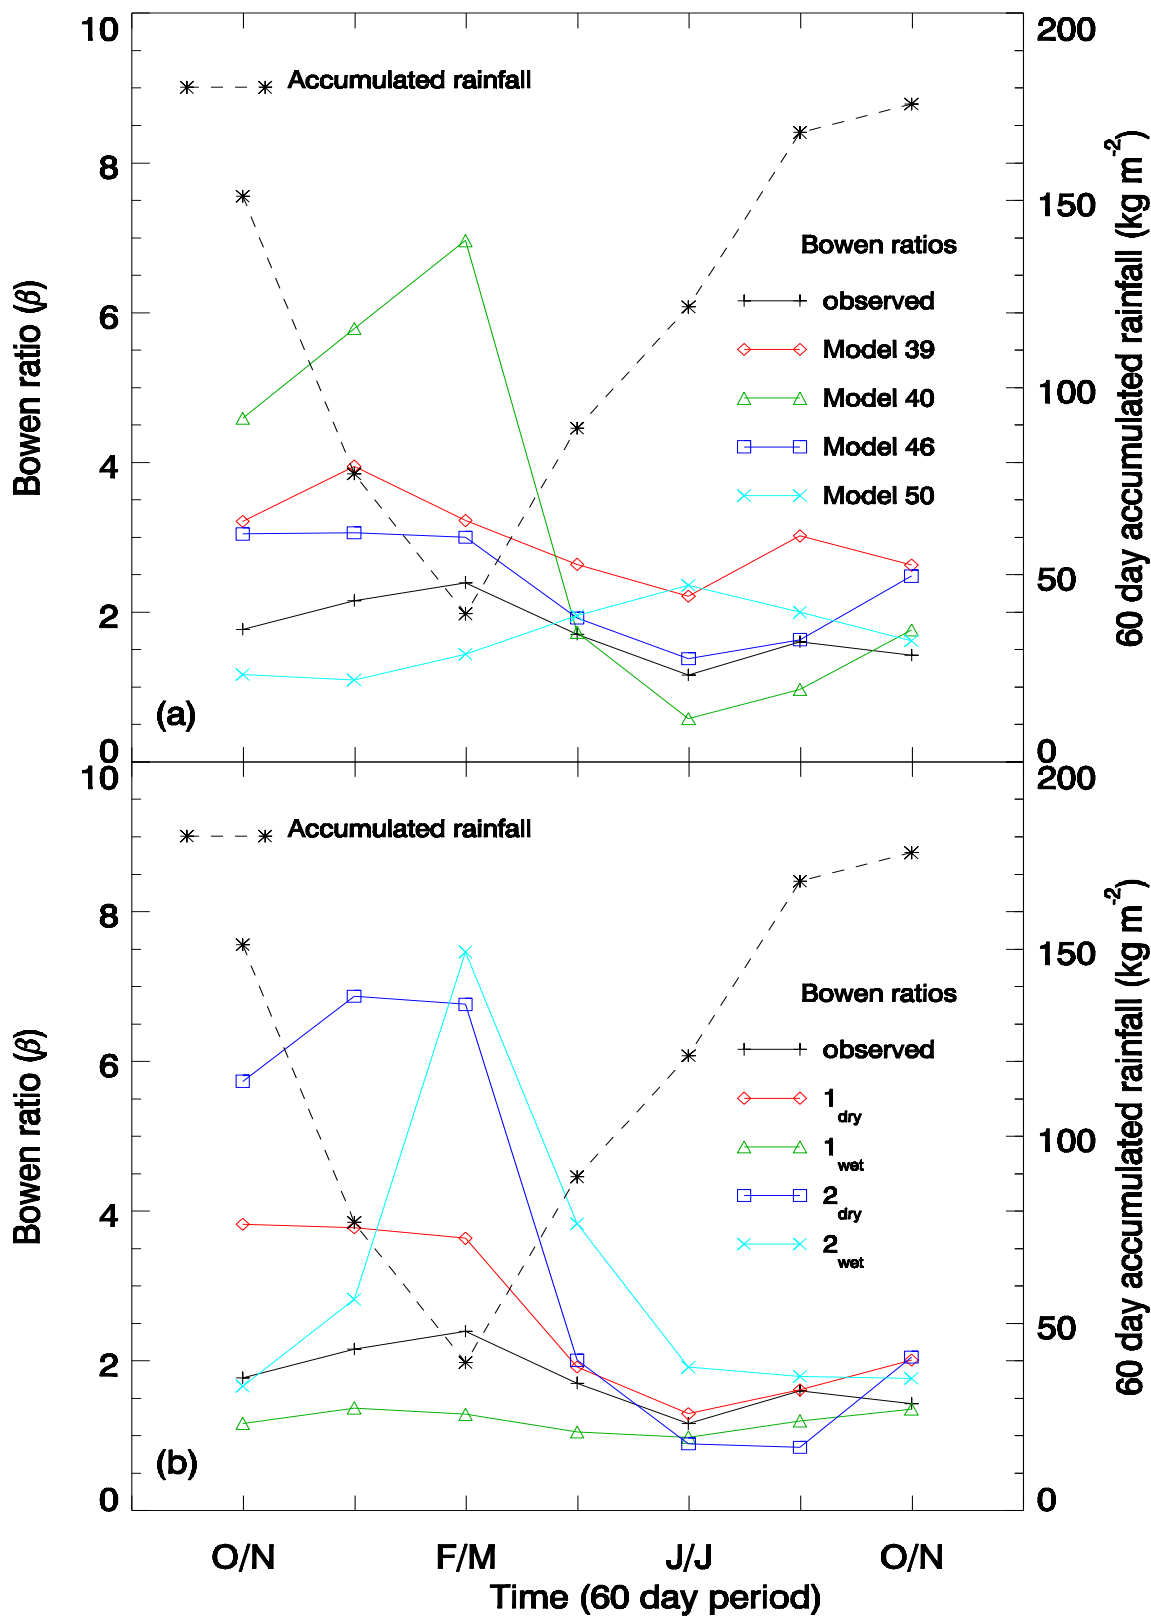 10
200
Accumulated rainfall
8
150
Bowen ratios
observed
6
Model 39
Model 40
100
Model 46
4
Model 50
50
2
(a)
0
0
Bowen ratio (β)
60 day accumulated rainfall (kg m-2)
10
200
Accumulated rainfall
8
150
Bowen ratios
observed
6
1dry
1wet
100
2dry
4
2wet
50
2
(b)
0
0
Bowen ratio (β)
60 day accumulated rainfall (kg m-2)
O/N F/M J/J O/N
Time (60 day period)